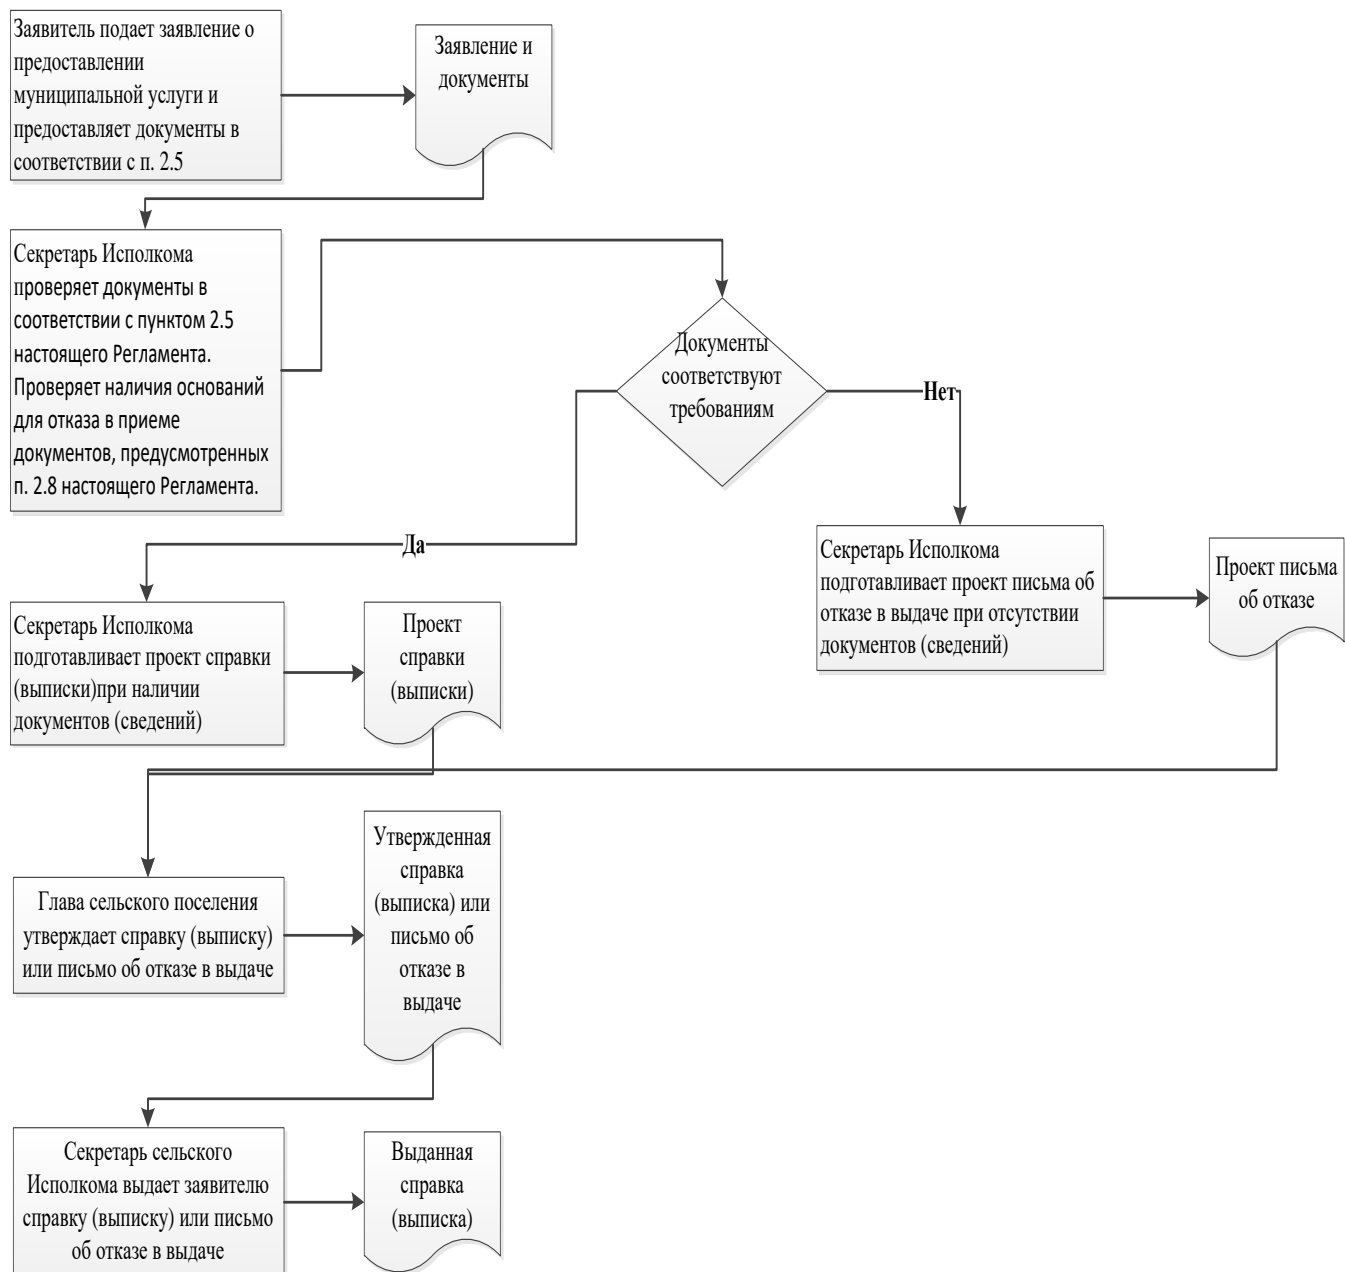 Заявитель подает заявление о
предоставлении
муниципальной услуги и
предоставляет документы в
соответствии с п. 2.5
Заявление и
документы
Секретарь Исполкома
проверяет документы в
соответствии с пунктом 2.5
настоящего Регламента.
Проверяет наличия оснований
для отказа в приеме
документов, предусмотренных
п. 2.8 настоящего Регламента.
Документы
соответствуют
требованиям
Нет
Да
Секретарь Исполкома
подготавливает проект письма об
отказе в выдаче при отсутствии
документов (сведений)
Проект письма
об отказе
Секретарь Исполкома
подготавливает проект справки
(выписки)при наличии
документов (сведений)
Проект
справки
(выписки)
Глава сельского поселения
утверждает справку (выписку)
или письмо об отказе в выдаче
Утвержденная
справка
(выписка) или
письмо об
отказе в
выдаче
Секретарь сельского
Исполкома выдает заявителю
справку (выписку) или письмо
об отказе в выдаче
Выданная
справка
(выписка)